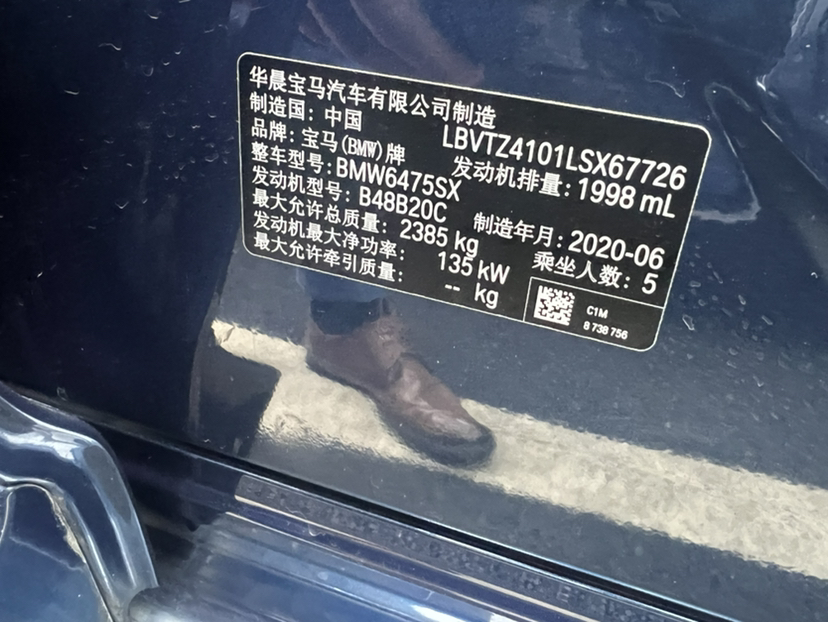 华晨宝马汽车有限公司制造
制造国：中国 LBVTZ4101LSX67726
品牌：宝马(BMW)牌 发动机排量：1998 mL
整车型号：BMW6475SX
发动机型号：B48B20C 制造年月：2020-06
最大允许总质量：2385 kg 乘坐人数：5
发动机最大净功率：135 kW
最大允许牵引质量：-- kg
C1M
8 738 756